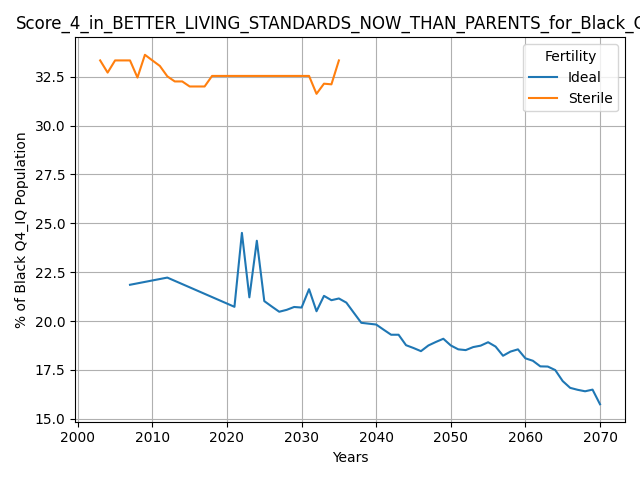 Score_4_in_BETTER_LIVING_STANDARDS_NOW_THAN_PARENTS_for_Black_
Fertility
Ideal
Sterile
32.5
30.0
27.5
25.0
22.5
20.0
17.5
15.0
% of Black Q4_IQ Population
2000 2010 2020 2030 2040 2050 2060 2070
Years